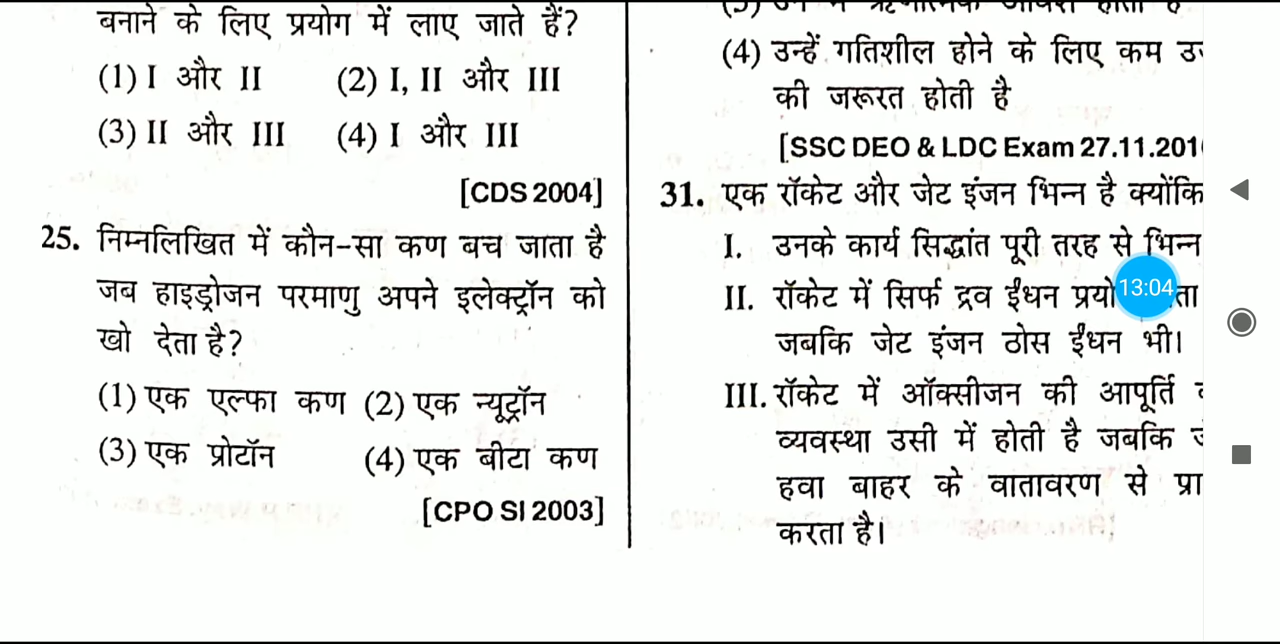 बनाने के लिए प्रयोग में लाए जाते हैं?
(1) I और II (2) I, II और III
(3) II और III (4) I और III
[CDS 2004]
25. निम्नलिखित में कौन-सा कण बच जाता है
जब हाइड्रोजन परमाणु अपने इलेक्ट्रॉन को
खो देता है?
(1) एक एल्फा कण (2) एक न्यूट्रॉन
(3) एक प्रोटॉन (4) एक बीटा कण
[CPO SI 2003]
(4) उन्हें गतिशील होने के लिए कम
की जरूरत होती है
[SSC DEO & LDC Exam 27.11.201
31. एक रॉकेट और जेट इंजन भिन्न है क्योंकि
I. उनके कार्य सिद्धांत पूरी तरह से भिन्न
II. रॉकेट में सिर्फ द्रव ईंधन
13:04
जबकि जेट इंजन ठोस ईंधन भी।
III. रॉकेट में ऑक्सीजन की आपूर्ति
व्यवस्था उसी में होती है जबकि
हवा बाहर के वातावरण से
करता है।